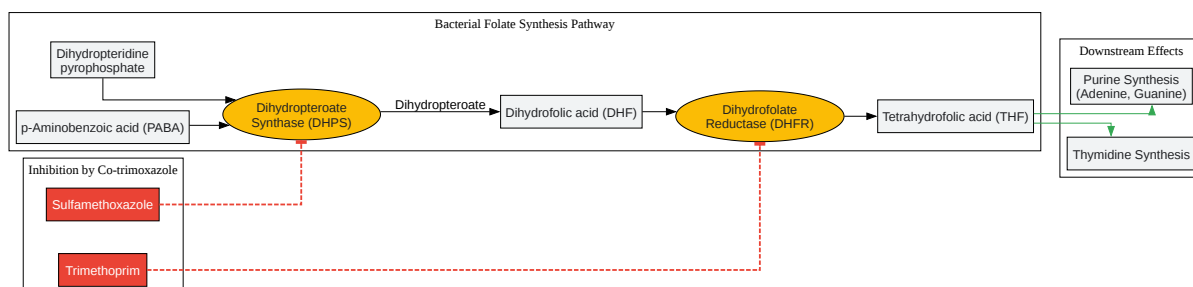 Bacterial Folate Synthesis Pathway
Dihydropteridine
pyrophosphate
p-Aminobenzoic acid (PABA)
Dihydropteroate
Synthase (DHPS)
Dihydropteroate
Dihydrofolic acid (DHF)
Dihydrofolate
Reductase (DHFR)
Tetrahydrofolic acid (THF)
Downstream Effects
Purine Synthesis
(Adenine, Guanine)
Thymidine Synthesis
Inhibition by Co-trimoxazole
Sulfamethoxazole
Trimethoprim